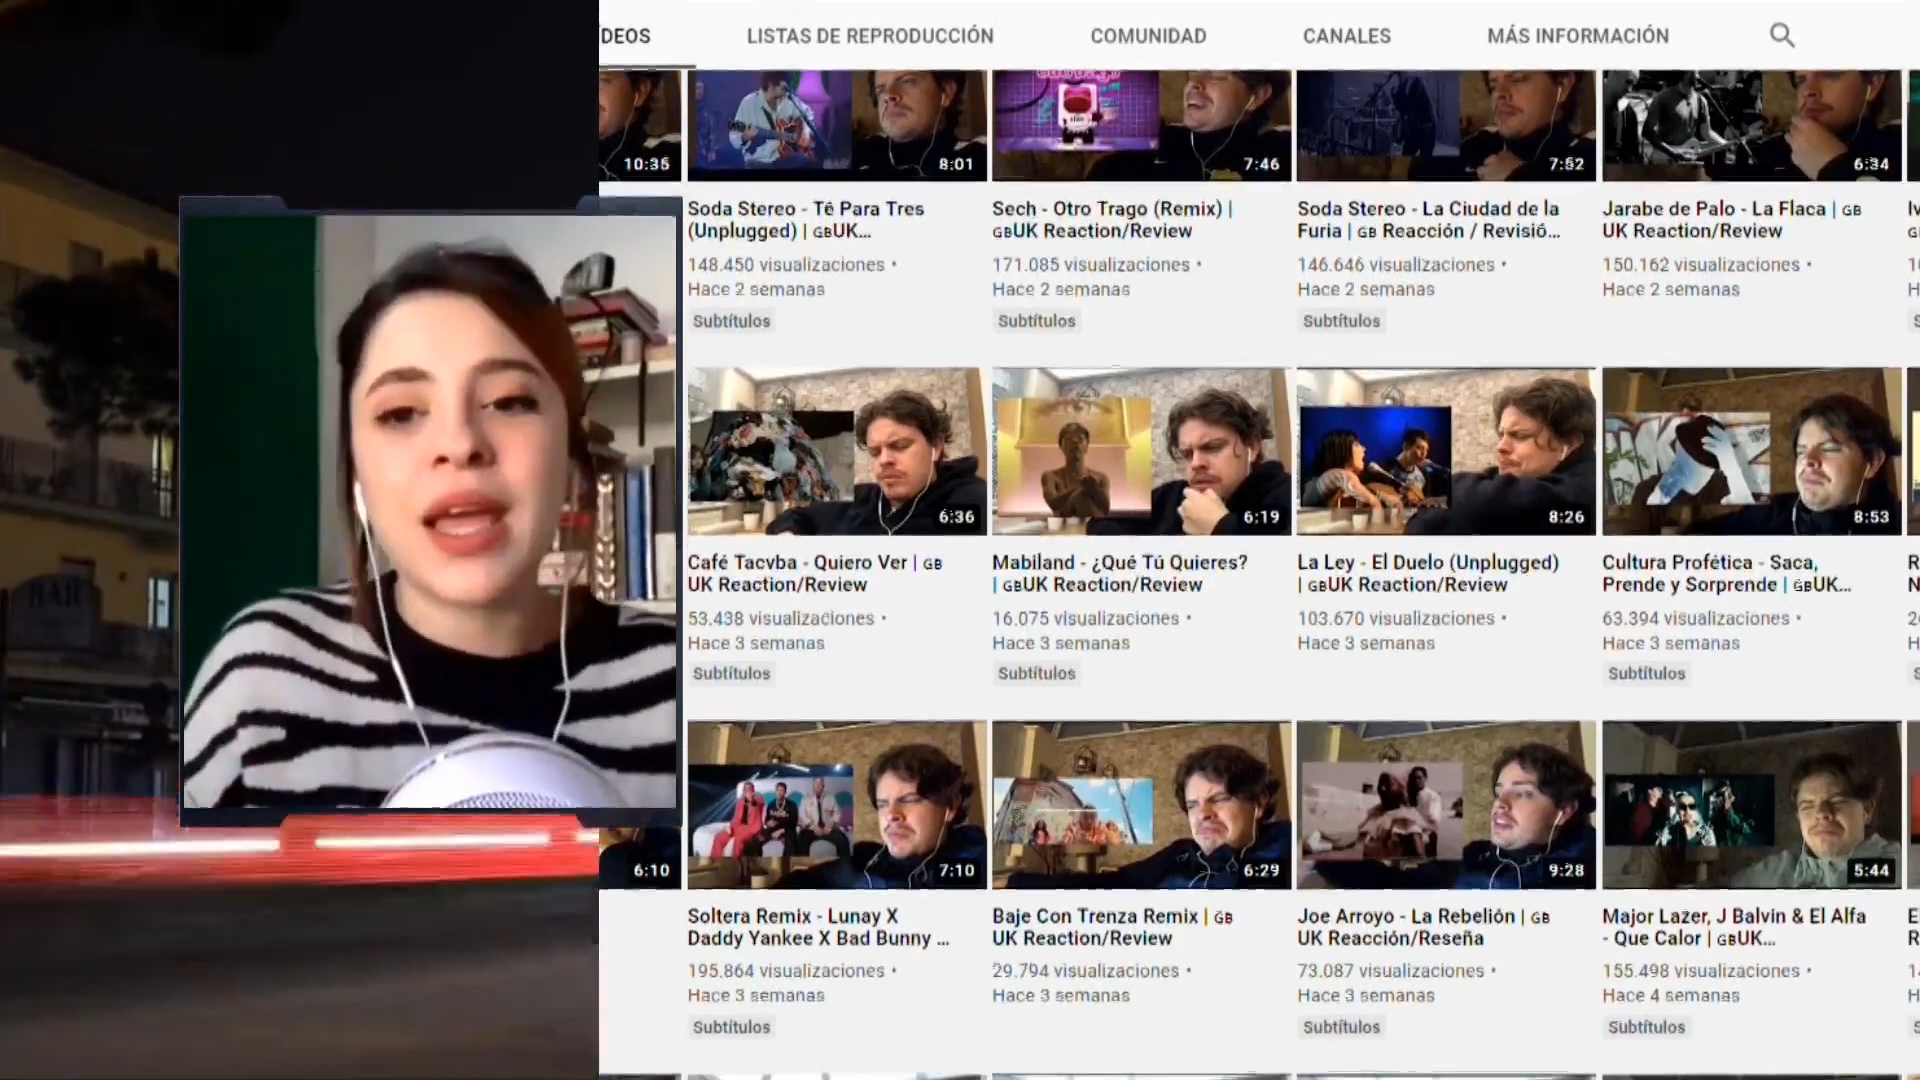 DEOS
LISTAS DE REPRODUCCIÓN
COMUNIDAD
CANALES
MÁS INFORMACIÓN
10:35
8:01
7:46
7:52
6:34
Soda Stereo - Té Para Tres
(Unplugged) | GBUK...
148.450 visualizaciones •
Hace 2 semanas
Subtítulos
Sech - Otro Trago (Remix) |
GBUK Reaction/Review
171.085 visualizaciones •
Hace 2 semanas
Subtítulos
Soda Stereo - La Ciudad de la
Furia | GB Reacción / Revisió...
146.646 visualizaciones •
Hace 2 semanas
Subtítulos
Jarabe de Palo - La Flaca | GB
UK Reaction/Review
150.162 visualizaciones •
Hace 2 semanas
6:36
6:19
8:26
8:53
Café Tacvba - Quiero Ver | GB
UK Reaction/Review
53.438 visualizaciones •
Hace 3 semanas
Subtítulos
Mabiland - ¿Qué Tú Quieres?
| GBUK Reaction/Review
16.075 visualizaciones •
Hace 3 semanas
Subtítulos
La Ley - El Duelo (Unplugged)
| GBUK Reaction/Review
103.670 visualizaciones •
Hace 3 semanas
Cultura Profética - Saca,
Prende y Sorprende | GBUK...
63.394 visualizaciones •
Hace 3 semanas
Subtítulos
6:10
7:10
6:29
9:28
5:44
Soltera Remix - Lunay X
Daddy Yankee X Bad Bunny ...
195.864 visualizaciones •
Hace 3 semanas
Subtítulos
Baje Con Trenza Remix | GB
UK Reaction/Review
29.794 visualizaciones •
Hace 3 semanas
Joe Arroyo - La Rebelión | GB
UK Reacción/Reseña
73.087 visualizaciones •
Hace 3 semanas
Subtítulos
Major Lazer, J Balvin & El Alfa
- Que Calor | GBUK...
155.498 visualizaciones •
Hace 4 semanas
Subtítulos
BAR